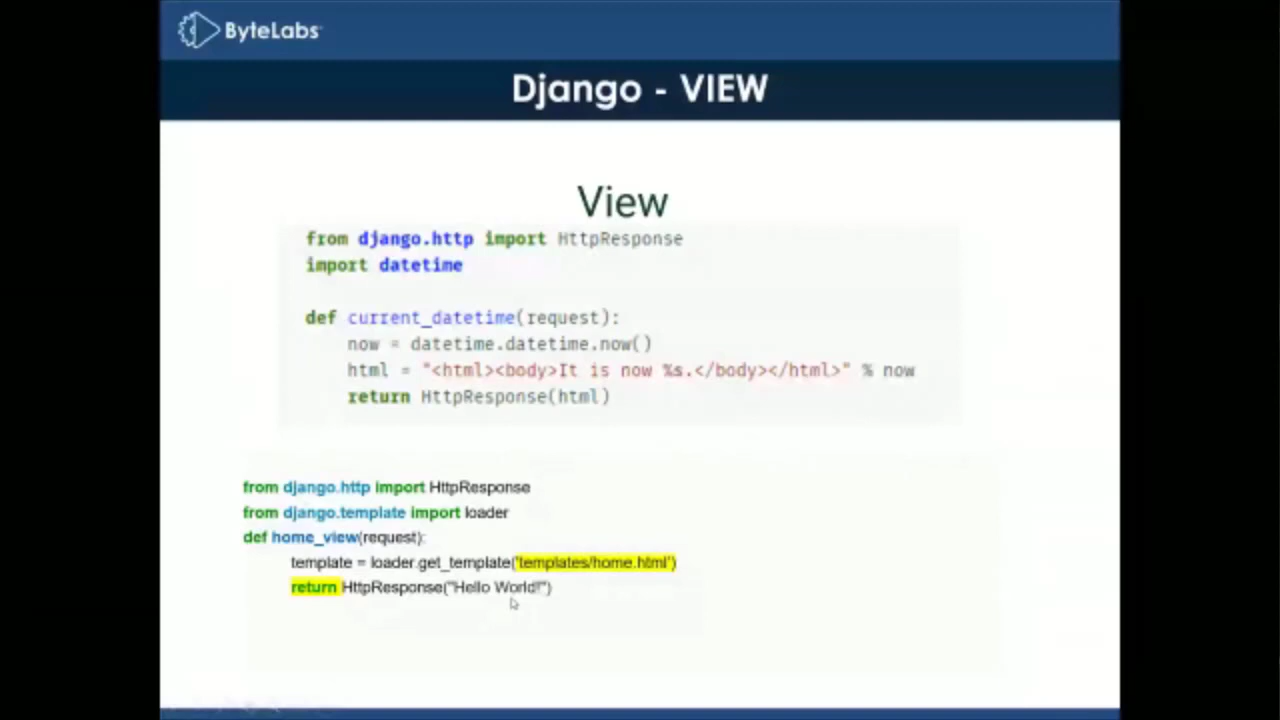 ByteLabs
Django - VIEW
View
from django.http import HttpResponse
import datetime
def current_datetime(request):
now = datetime.datetime.now()
html = "<html><body>It is now %s.</body></html>" % now
return HttpResponse(html)
from django.http import HttpResponse
from django.template import loader
def home_view(request):
template = loader.get_template('templates/home.html')
return HttpResponse("Hello World!")